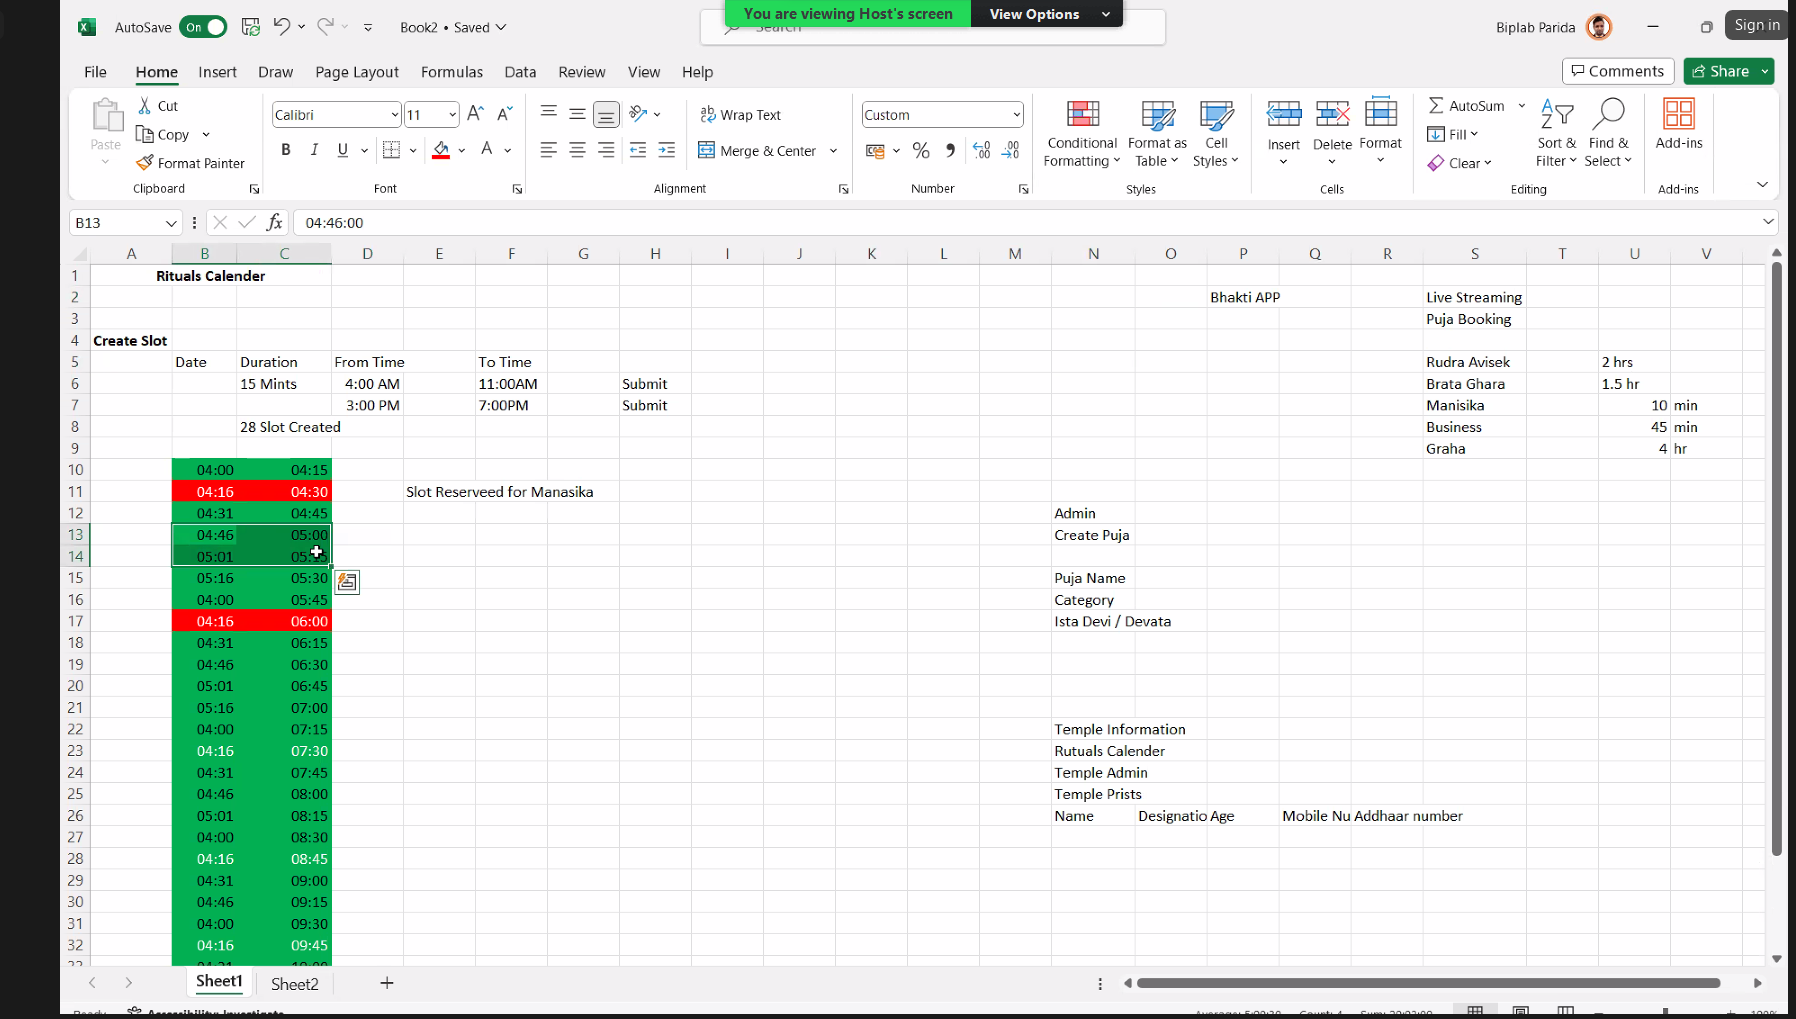 You are viewing Host's screen View Options
AutoSave On Book2 • Saved Search Biplab Parida Sign in
File Home Insert Draw Page Layout Formulas Data Review View Help Comments Share
Paste Cut Copy Format Painter Clipboard
Calibri 11 B I U A Font
Wrap Text Merge & Center Alignment
Custom % Number
Conditional Formatting Format as Table Cell Styles Styles
Insert Delete Format Cells
AutoSum Fill Clear Sort & Filter Find & Select Editing
Add-ins Add-ins
B13 fx 04:46:00
A B C D E F G H I J K L M N O P Q R S T U V
1 Rituals Calender
2 Bhakti APP Live Streaming
3 Puja Booking
4 Create Slot
5 Date Duration From Time To Time Rudra Avisek 2 hrs
6 15 Mints 4:00 AM 11:00AM Submit Brata Ghara 1.5 hr
7 3:00 PM 7:00PM Submit Manisika 10 min
8 28 Slot Created Business 45 min
9 Graha 4 hr
10 04:00 04:15
11 04:16 04:30 Slot Reserveed for Manasika
12 04:31 04:45 Admin
13 04:46 05:00 Create Puja
14 05:01
15 05:16 05:30 Puja Name
16 04:00 05:45 Category
17 04:16 06:00 Ista Devi / Devata
18 04:31 06:15
19 04:46 06:30
20 05:01 06:45
21 05:16 07:00
22 04:00 07:15 Temple Information
23 04:16 07:30 Rutuals Calender
24 04:31 07:45 Temple Admin
25 04:46 08:00 Temple Prists
26 05:01 08:15 Name Designatio Age Mobile Nu Addhaar number
27 04:00 08:30
28 04:16 08:45
29 04:31 09:00
30 04:46 09:15
31 04:00 09:30
32 04:16 09:45
Sheet1 Sheet2